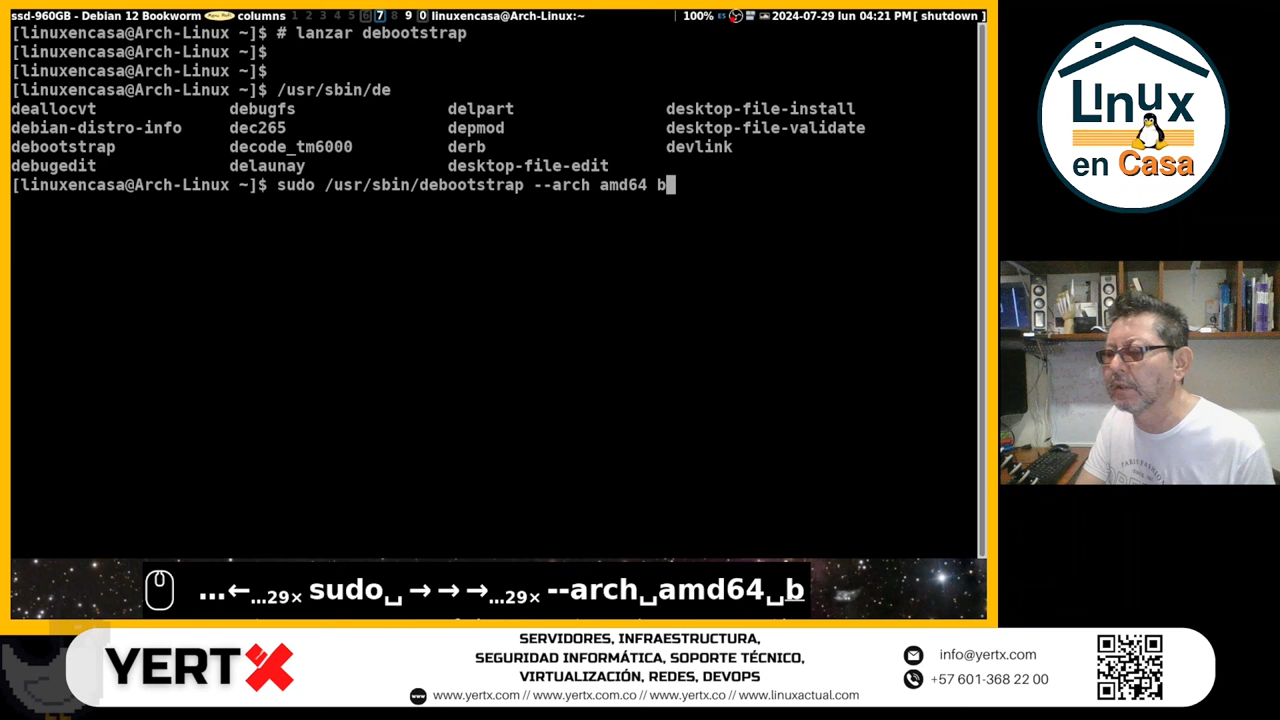 ssd-960GB - Debian 12 Bookworm columns 1 2 3 4 5 6 7 8 9 0 linuxencasa@Arch-Linux:~ 100% ES 2024-07-29 lun 04:21 PM[ shutdown ]
[linuxencasa@Arch-Linux ~]$ # lanzar debootstrap
[linuxencasa@Arch-Linux ~]$
[linuxencasa@Arch-Linux ~]$
[linuxencasa@Arch-Linux ~]$ /usr/sbin/de
deallocvt debugfs delpart desktop-file-install
debian-distro-info dec265 depmod desktop-file-validate
debootstrap decode_tm6000 derb devlink
debugedit delaunay desktop-file-edit
[linuxencasa@Arch-Linux ~]$ sudo /usr/sbin/debootstrap --arch amd64 b
Linux
en Casa
...←...29× sudo␣ →→→...29× --arch␣amd64␣b
YERTX
SERVIDORES, INFRAESTRUCTURA,
SEGURIDAD INFORMÁTICA, SOPORTE TÉCNICO,
VIRTUALIZACIÓN, REDES, DEVOPS
www.yertx.com // www.yertx.com.co // www.yertx.co // www.linuxactual.com
info@yertx.com
+57 601-368 22 00